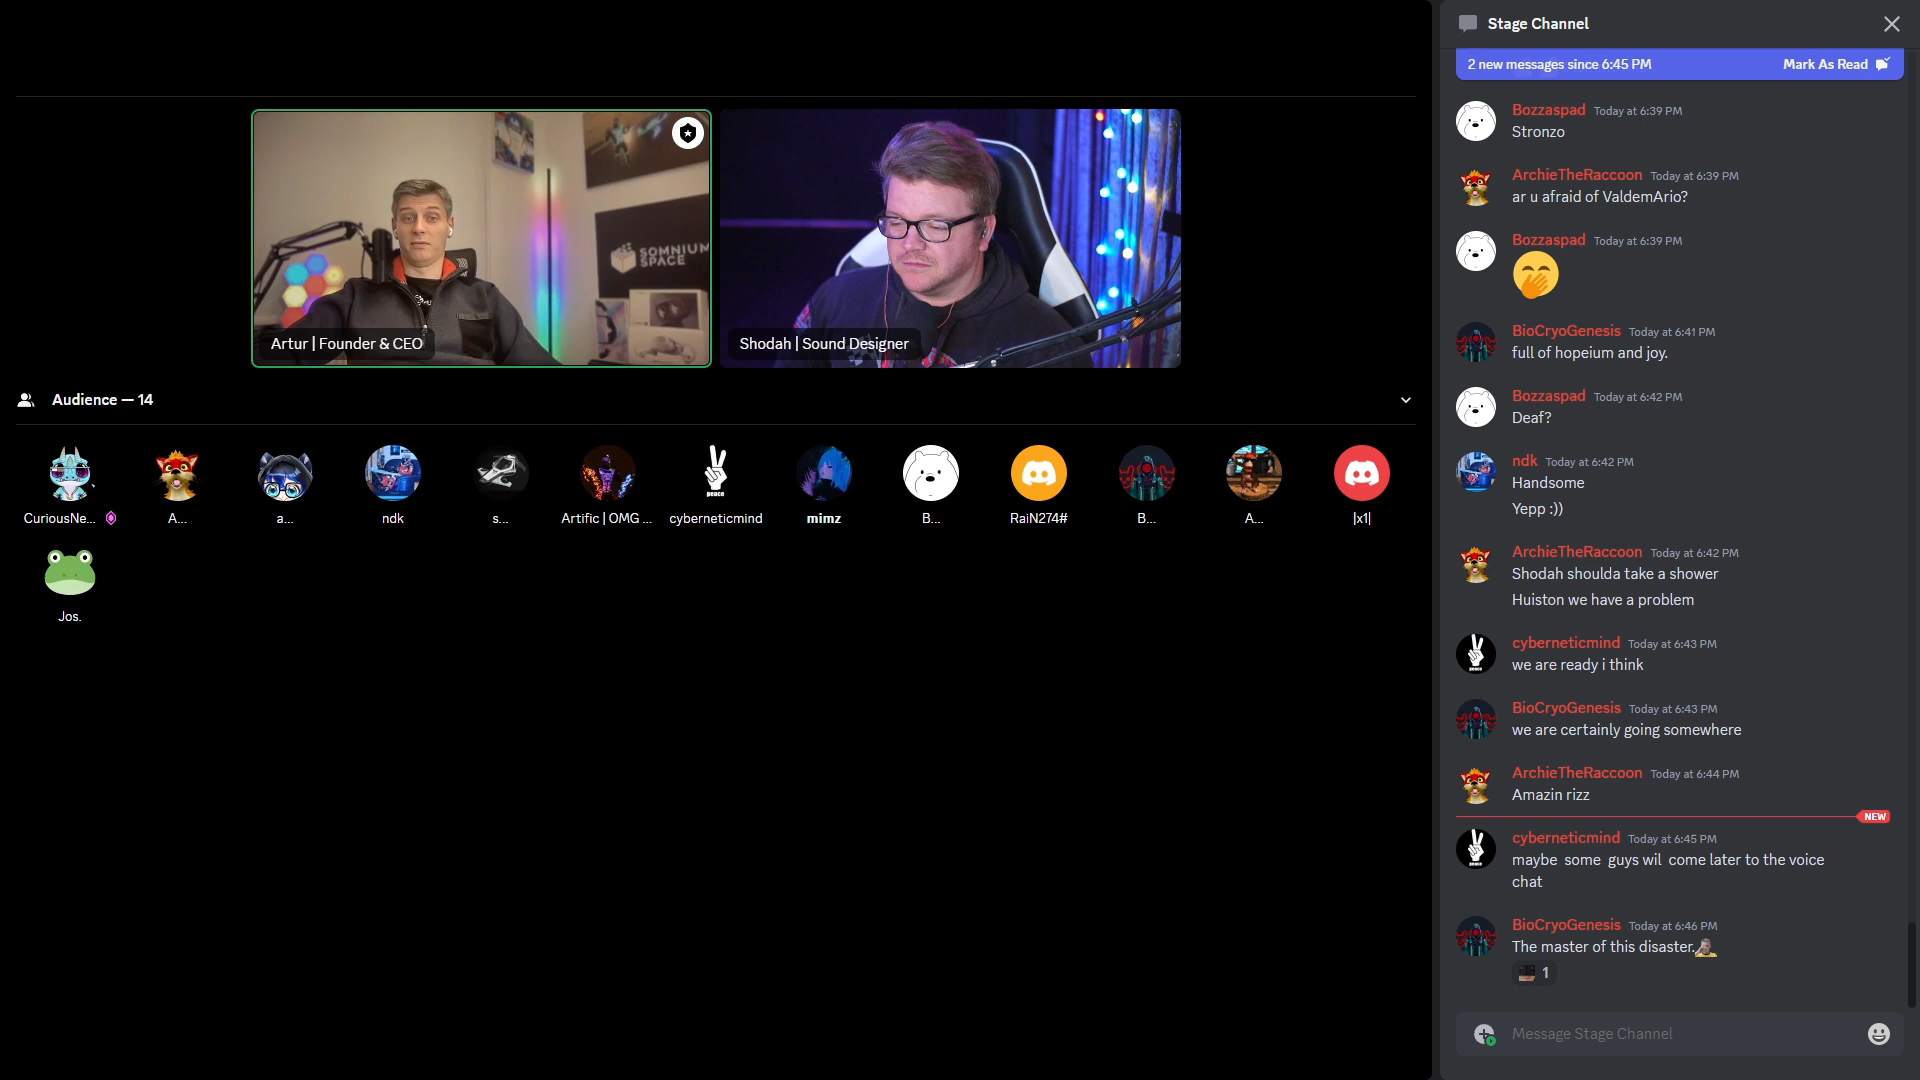 SOMNIUM
SPACE
Artur | Founder & CEO
Shodah | Sound Designer
Audience — 14
CuriousNe...
A...
a...
ndk
s...
Artific | OMG ...
peace
cyberneticmind
mimz
B...
RaiN274#
B...
A...
|x1|
Jos.
Stage Channel
2 new messages since 6:45 PM
Mark As Read
Bozzaspad Today at 6:39 PM
Stronzo
ArchieTheRaccoon Today at 6:39 PM
ar u afraid of ValdemArio?
Bozzaspad Today at 6:39 PM
BioCryoGenesis Today at 6:41 PM
full of hopeium and joy.
Bozzaspad Today at 6:42 PM
Deaf?
ndk Today at 6:42 PM
Handsome
Yepp :))
ArchieTheRaccoon Today at 6:42 PM
Shodah shoulda take a shower
Huiston we have a problem
cyberneticmind Today at 6:43 PM
we are ready i think
BioCryoGenesis Today at 6:43 PM
we are certainly going somewhere
ArchieTheRaccoon Today at 6:44 PM
Amazin rizz
NEW
cyberneticmind Today at 6:45 PM
maybe some guys wil come later to the voice
chat
BioCryoGenesis Today at 6:46 PM
The master of this disaster.
1
Message Stage Channel